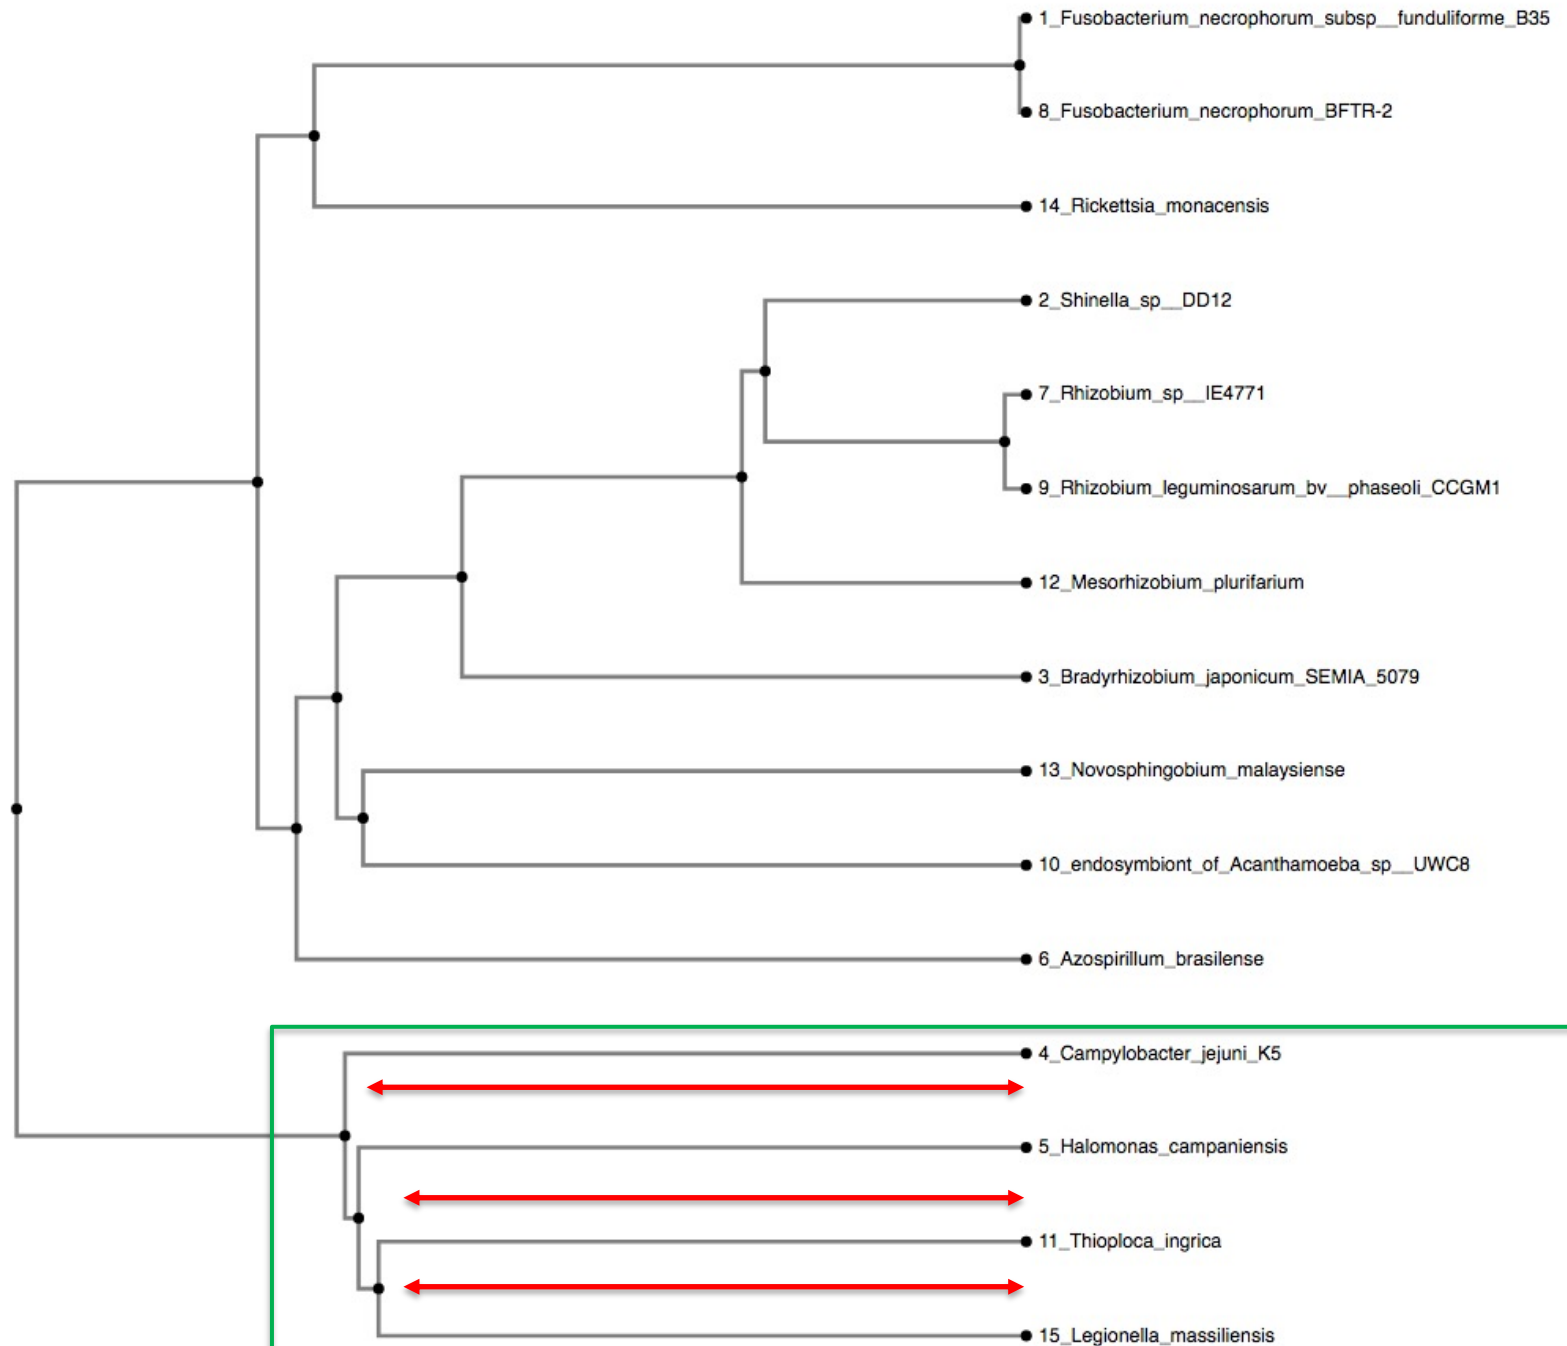 1_Fusobacterium_necrophorum_subsp__funduliforme_B35
8_Fusobacterium_necrophorum_BFTR-2
14_Rickettsia_monacensis
2_Shinella_sp__DD12
7_Rhizobium_sp__IE4771
9_Rhizobium_leguminosarum_bv__phaseoli_CCGM1
12_Mesorhizobium_plurifarium
3_Bradyrhizobium_japonicum_SEMIA_5079
13_Novosphingobium_malaysiense
10_endosymbiont_of_Acanthamoeba_sp__UWC8
6_Azospirillum_brasilense
4_Campylobacter_jejuni_K5
5_Halomonas_campaniensis
11_Thioploca_ingrica
15_Legionella_massiliensis